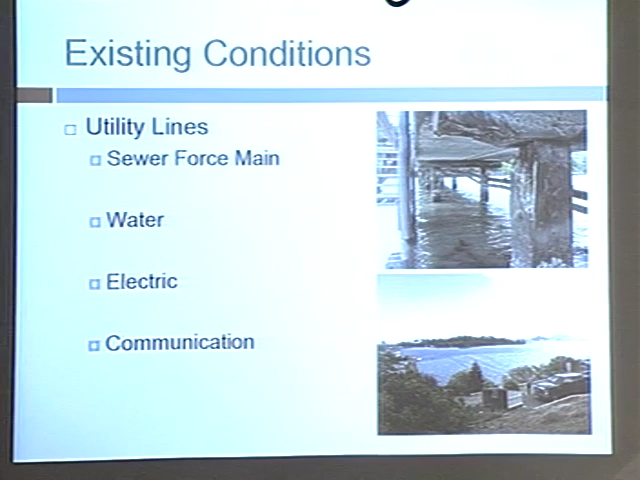 Existing Conditions
Utility Lines
Sewer Force Main
Water
Electric
Communication